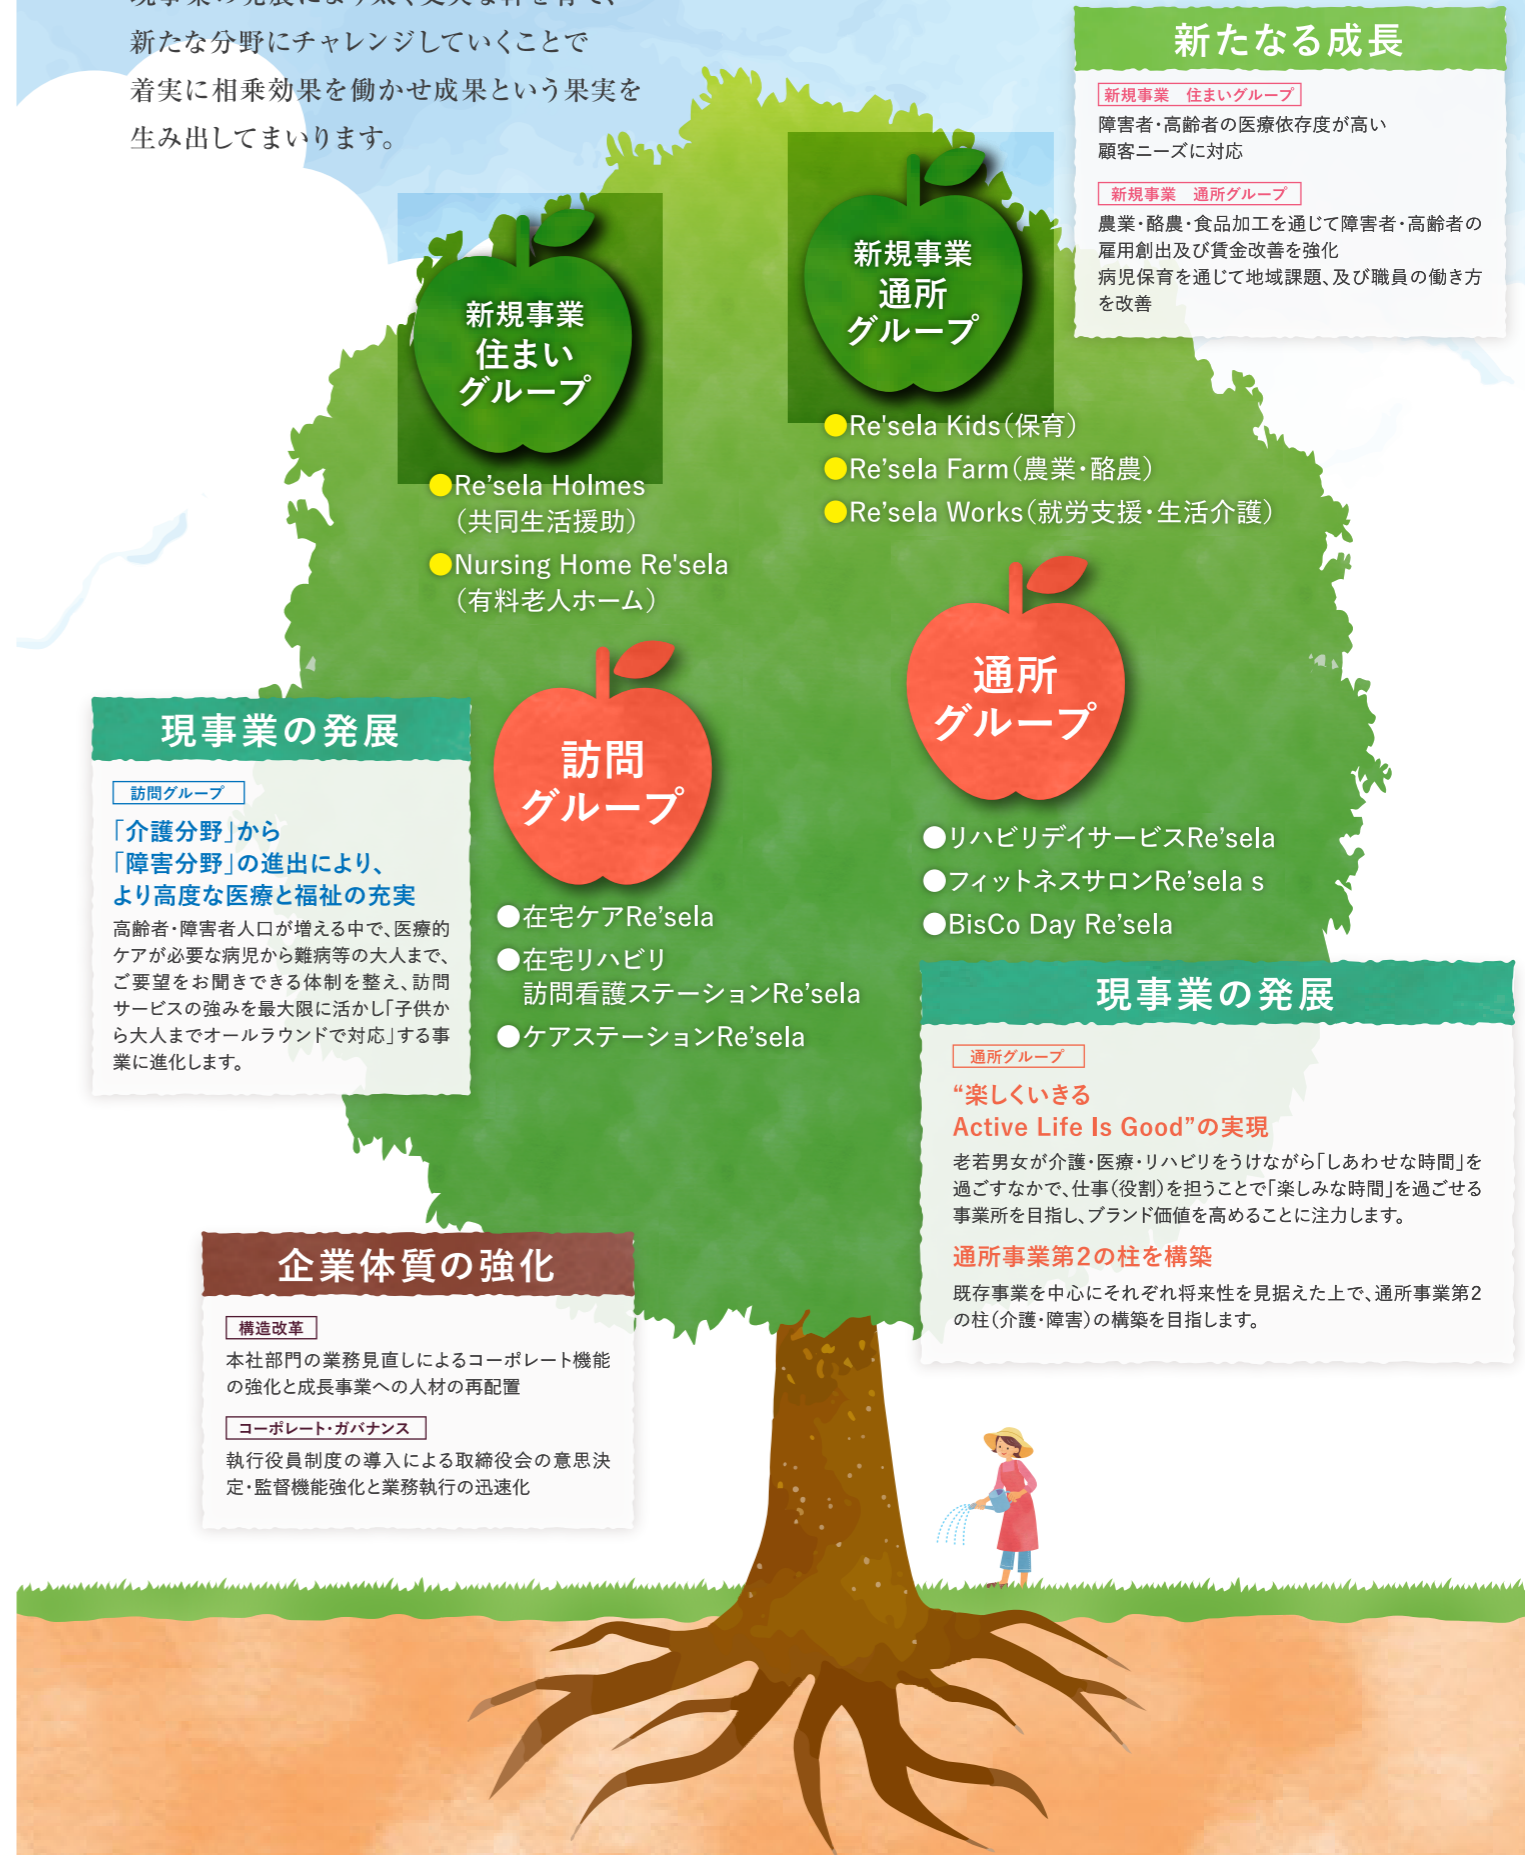 新たな分野にチャレンジしていくことで
着実に相乗効果を働かせ成果という果実を
生み出してまいります。
新たなる成長
新規事業　住まいグループ
障害者・高齢者の医療依存度が高い
顧客ニーズに対応
新規事業　通所グループ
農業・酪農・食品加工を通じて障害者・高齢者の
雇用創出及び賃金改善を強化
病児保育を通じて地域課題、及び職員の働き方
を改善
新規事業
住まい
グループ
●Re’sela Holmes
（共同生活援助）
●Nursing Home Re'sela
（有料老人ホーム）
新規事業
通所
グループ
●Re'sela Kids（保育）
●Re’sela Farm（農業・酪農）
●Re’sela Works（就労支援・生活介護）
現事業の発展
訪問グループ
「介護分野」から
「障害分野」の進出により、
より高度な医療と福祉の充実
高齢者・障害者人口が増える中で、医療的
ケアが必要な病児から難病等の大人まで、
ご要望をお聞きできる体制を整え、訪問
サービスの強みを最大限に活かし「子供か
ら大人までオールラウンドで対応」する事
業に進化します。
訪問
グループ
●在宅ケアRe’sela
●在宅リハビリ
訪問看護ステーションRe’sela
●ケアステーションRe’sela
通所
グループ
●リハビリデイサービスRe’sela
●フィットネスサロンRe’sela s
●BisCo Day Re’sela
現事業の発展
通所グループ
“楽しくいきる
Active Life Is Good”の実現
老若男女が介護・医療・リハビリをうけながら「しあわせな時間」を
過ごすなかで、仕事（役割）を担うことで「楽しみな時間」を過ごせる
事業所を目指し、ブランド価値を高めることに注力します。
通所事業第2の柱を構築
既存事業を中心にそれぞれ将来性を見据えた上で、通所事業第2
の柱（介護・障害）の構築を目指します。
企業体質の強化
構造改革
本社部門の業務見直しによるコーポレート機能
の強化と成長事業への人材の再配置
コーポレート・ガバナンス
執行役員制度の導入による取締役会の意思決
定・監督機能強化と業務執行の迅速化